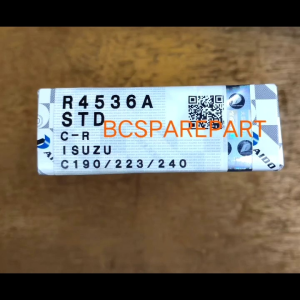 R4536A
STD
BCSPAREPART
C-R
ISUZU
C190/223/240